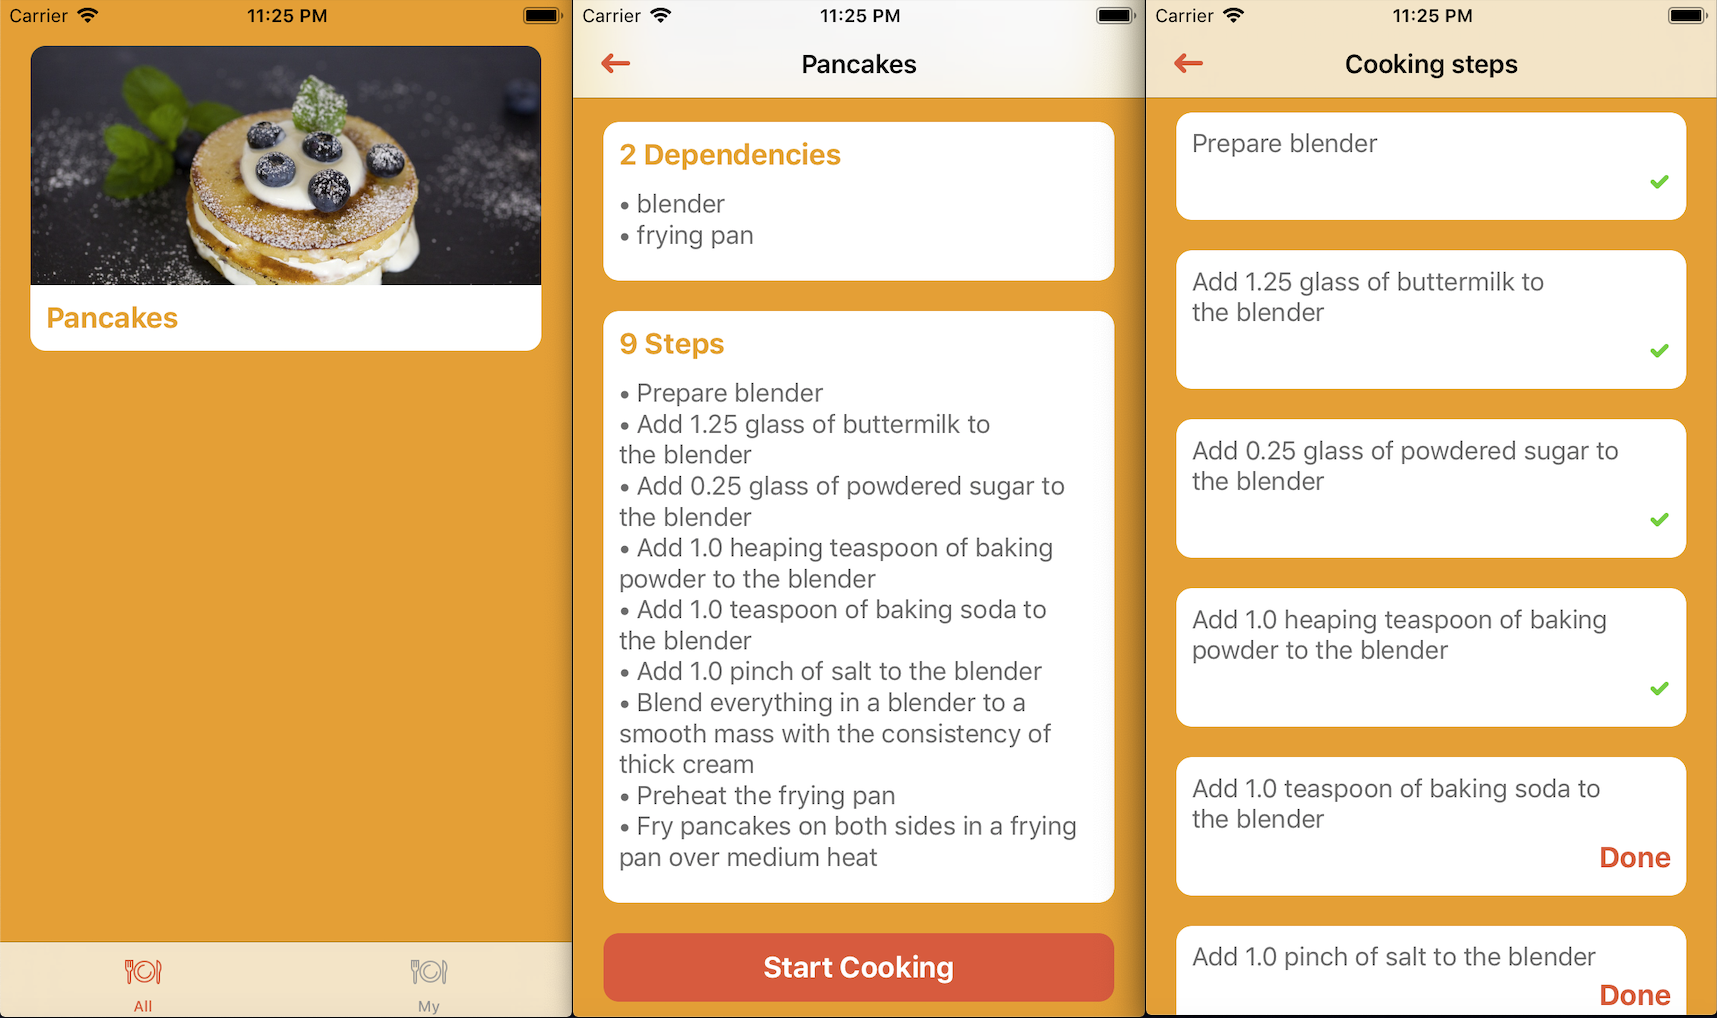 Carrier 11:25 PM
Pancakes
All My
Carrier 11:25 PM
Pancakes
2 Dependencies
• blender
• frying pan
9 Steps
• Prepare blender
• Add 1.25 glass of buttermilk to
the blender
• Add 0.25 glass of powdered sugar to
the blender
• Add 1.0 heaping teaspoon of baking
powder to the blender
• Add 1.0 teaspoon of baking soda to
the blender
• Add 1.0 pinch of salt to the blender
• Blend everything in a blender to a
smooth mass with the consistency of
thick cream
• Preheat the frying pan
• Fry pancakes on both sides in a frying
pan over medium heat
Start Cooking
Carrier 11:25 PM
Cooking steps
Prepare blender
Add 1.25 glass of buttermilk to
the blender
Add 0.25 glass of powdered sugar to
the blender
Add 1.0 heaping teaspoon of baking
powder to the blender
Add 1.0 teaspoon of baking soda to
the blender
Done
Add 1.0 pinch of salt to the blender
Done